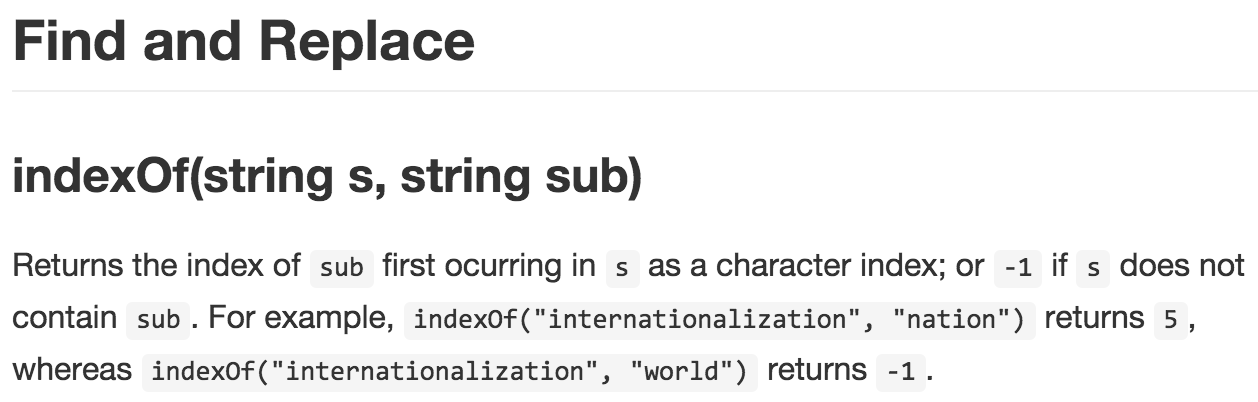 Find and Replace
indexOf(string s, string sub)
Returns the index of sub first ocurring in s as a character index; or -1 if s does not
contain sub. For example, indexOf("internationalization", "nation") returns 5,
whereas indexOf("internationalization", "world") returns -1.